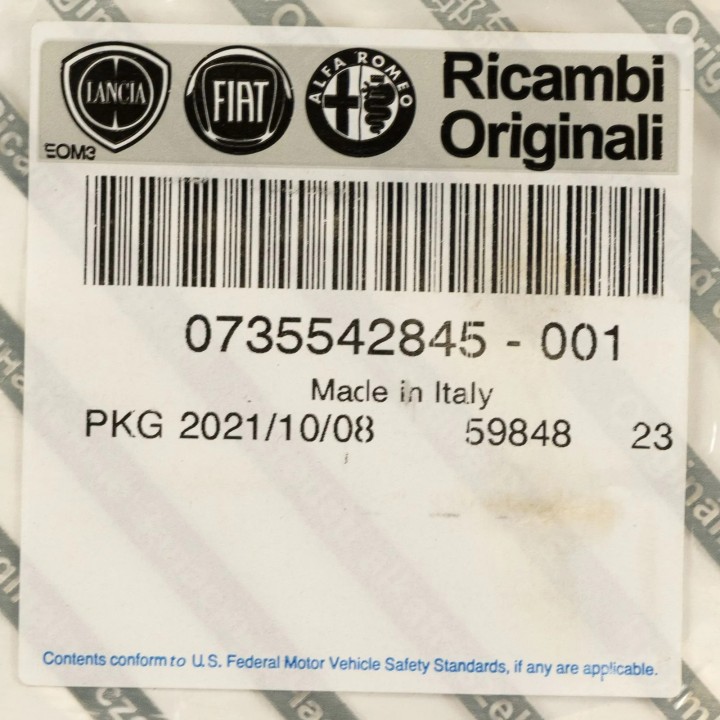 LANCIA FIAT ALFA ROMEO
Ricambi
Originali
EOM3
0735542845 - 001
Made in Italy
PKG 2021/10/08 59848 23
Contents conform to U.S. Federal Motor Vehicle Safety Standards, if any are applicable.